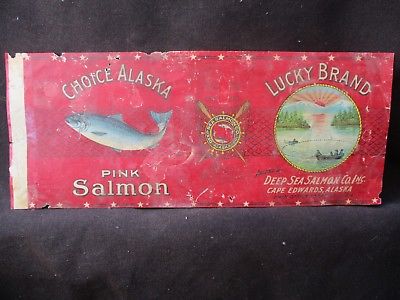 CHOICE ALASKA
PINK
Salmon
LUCKY BRAND
DEEP SEA SALMON CO. INC.
CAPE EDWARDS, ALASKA